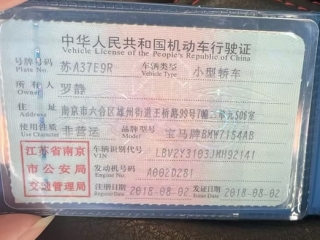 中华人民共和国机动车行驶证
Vehicle License of the People's Republic of China
号牌号码 苏A37E9R 车辆类型 小型轿车
Plate No. Vehicle Type
所有人 罗静
Owner
住址 南京市六合区雄州街道王桥路99号7幢二单元506室
Address
使用性质 非营运 品牌型号 宝马牌BMW7154AB
Use Character Model
江苏省南京
市公安局
交通管理局
车辆识别代号 LBV2Y3103JMH92141
VIN
发动机号码 A002D281
Engine No.
注册日期 2018-08-02 发证日期 2018-08-02
Register Date Issue Date